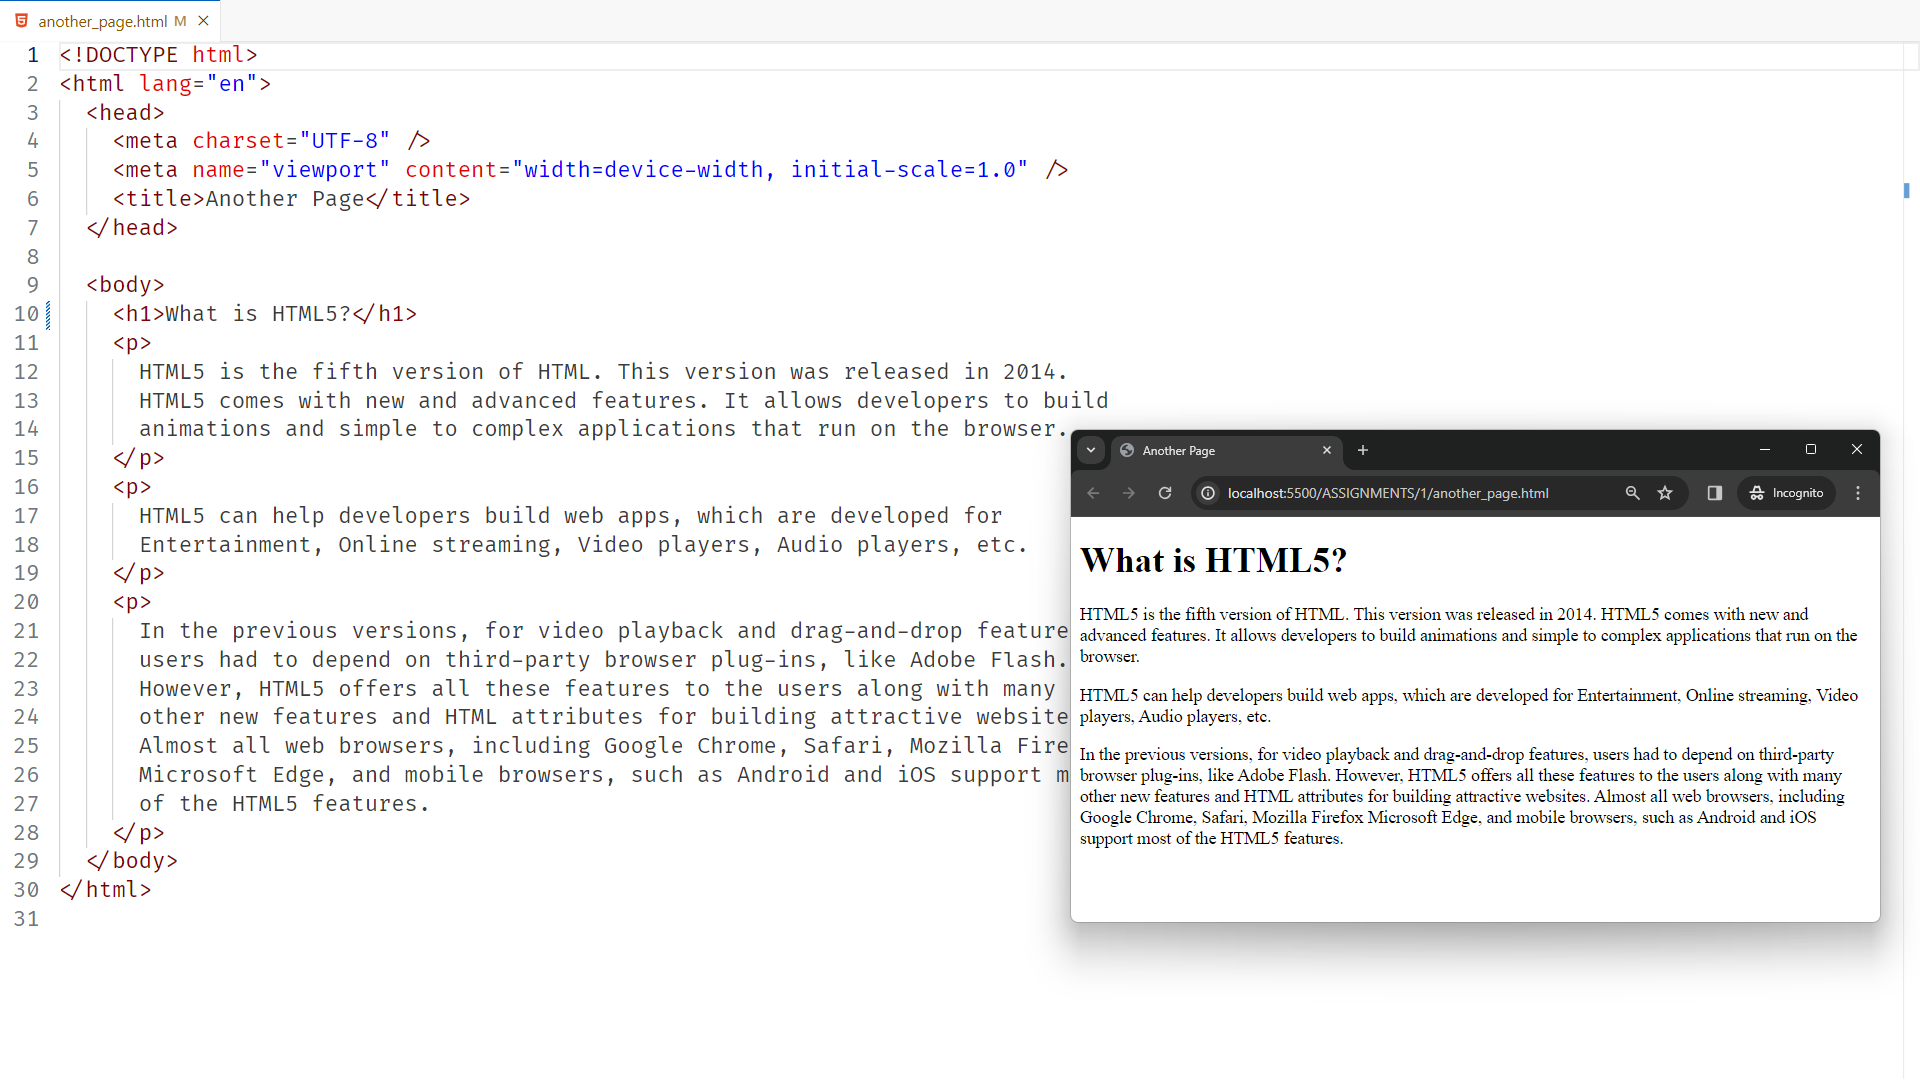 another_page.html M
1 <!DOCTYPE html>
2 <html lang="en">
3 <head>
4 <meta charset="UTF-8" />
5 <meta name="viewport" content="width=device-width, initial-scale=1.0" />
6 <title>Another Page</title>
7 </head>
8
9 <body>
10 <h1>What is HTML5?</h1>
11 <p>
12 HTML5 is the fifth version of HTML. This version was released in 2014.
13 HTML5 comes with new and advanced features. It allows developers to build
14 animations and simple to complex applications that run on the browser.
15 </p>
16 <p>
17 HTML5 can help developers build web apps, which are developed for
18 Entertainment, Online streaming, Video players, Audio players, etc.
19 </p>
20 <p>
21 In the previous versions, for video playback and drag-and-drop feature
22 users had to depend on third-party browser plug-ins, like Adobe Flash.
23 However, HTML5 offers all these features to the users along with many
24 other new features and HTML attributes for building attractive website
25 Almost all web browsers, including Google Chrome, Safari, Mozilla Fire
26 Microsoft Edge, and mobile browsers, such as Android and iOS support m
27 of the HTML5 features.
28 </p>
29 </body>
30 </html>
31
Another Page
localhost:5500/ASSIGNMENTS/1/another_page.html Incognito
What is HTML5?
HTML5 is the fifth version of HTML. This version was released in 2014. HTML5 comes with new and
advanced features. It allows developers to build animations and simple to complex applications that run on the
browser.
HTML5 can help developers build web apps, which are developed for Entertainment, Online streaming, Video
players, Audio players, etc.
In the previous versions, for video playback and drag-and-drop features, users had to depend on third-party
browser plug-ins, like Adobe Flash. However, HTML5 offers all these features to the users along with many
other new features and HTML attributes for building attractive websites. Almost all web browsers, including
Google Chrome, Safari, Mozilla Firefox Microsoft Edge, and mobile browsers, such as Android and iOS
support most of the HTML5 features.